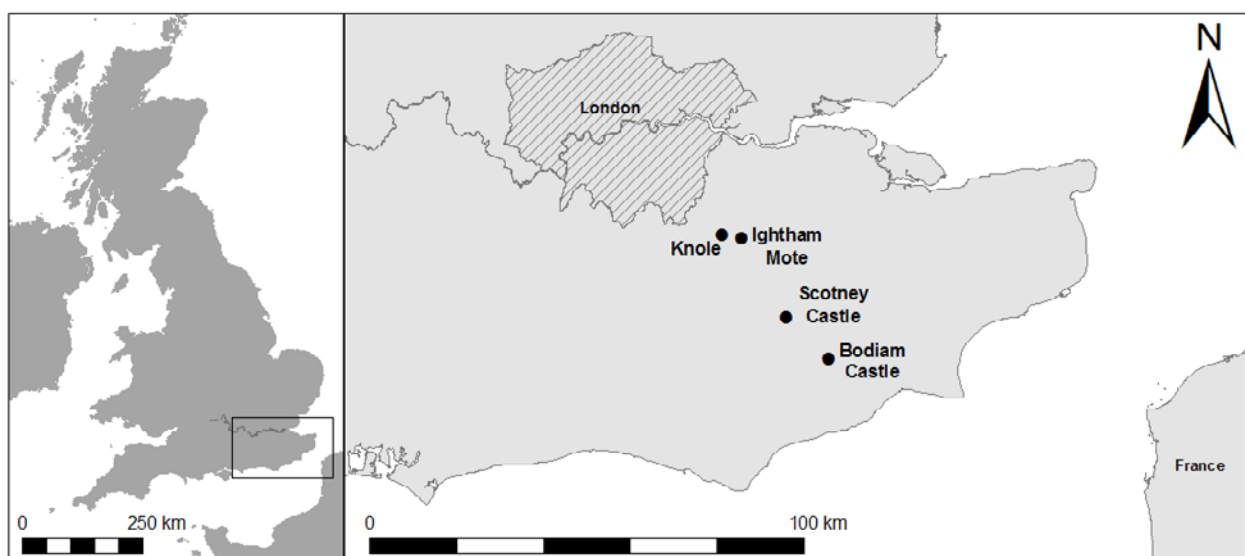 N
London
Knole
Ightham
Mote
Scotney
Castle
Bodiam
Castle
France
0 250 km
0 100 km